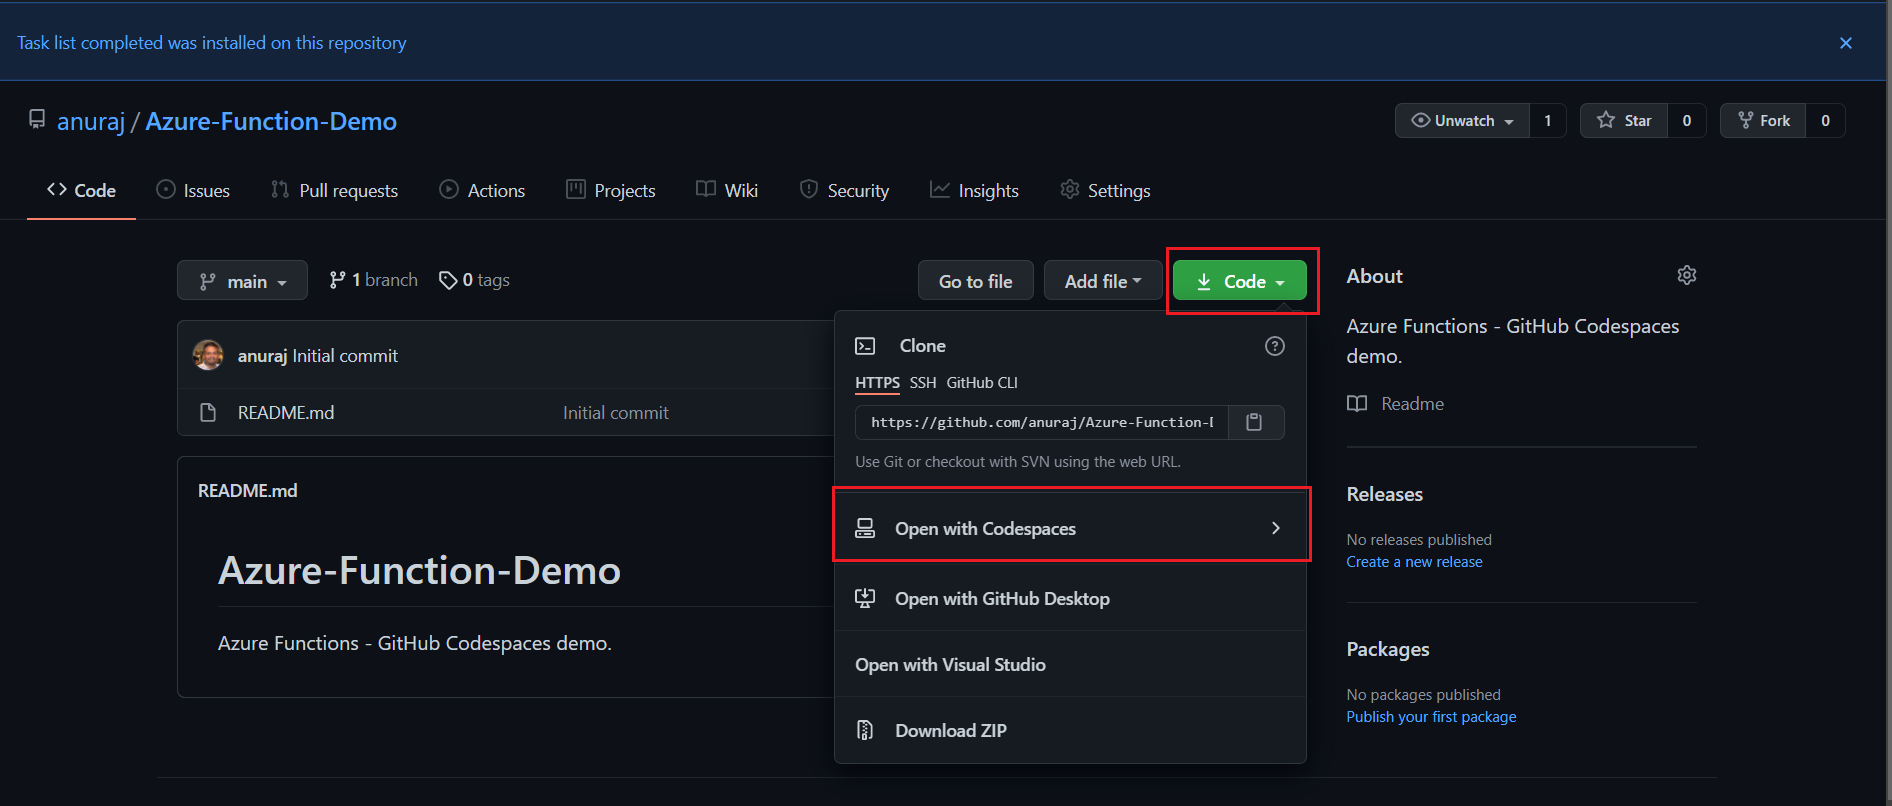 Task list completed was installed on this repository
anuraj / Azure-Function-Demo
Unwatch 1 Star 0 Fork 0
Code Issues Pull requests Actions Projects Wiki Security Insights Settings
main 1 branch 0 tags Go to file Add file Code
anuraj Initial commit
README.md Initial commit
README.md
Azure-Function-Demo
Azure Functions - GitHub Codespaces demo.
Clone
HTTPS SSH GitHub CLI
https://github.com/anuraj/Azure-Function-
Use Git or checkout with SVN using the web URL.
Open with Codespaces
Open with GitHub Desktop
Open with Visual Studio
Download ZIP
About
Azure Functions - GitHub Codespaces
demo.
Readme
Releases
No releases published
Create a new release
Packages
No packages published
Publish your first package